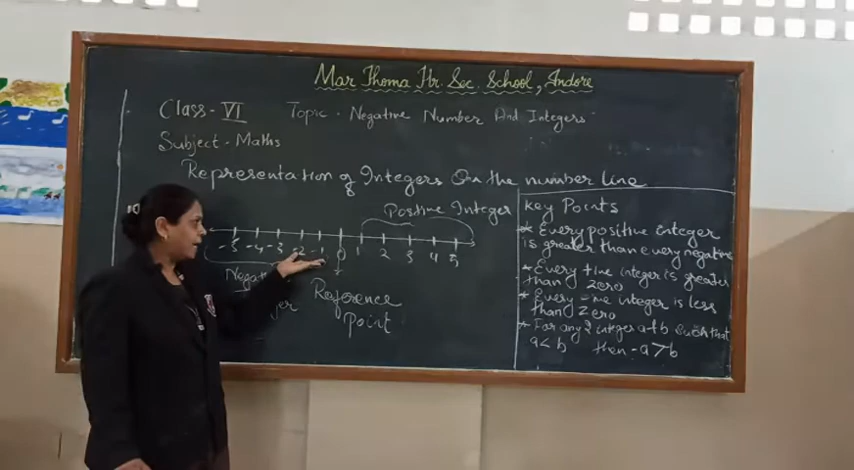 Mar Thoma Hr. Sec. School, Indore
Class - VI Topic - Negative Number And Integers
Subject - Maths
Representation of Integers On the number line
Postive Integer
-5 -4 -3 -2 -1 0 1 2 3 4 5
Reference
Point
Key Points
* Every positive integer
is greater than every negative
* Every +ive integer is greater
than zero
* Every -ive integer is less
than zero
* For any 2 integer a + b such that
a < b then - a > b